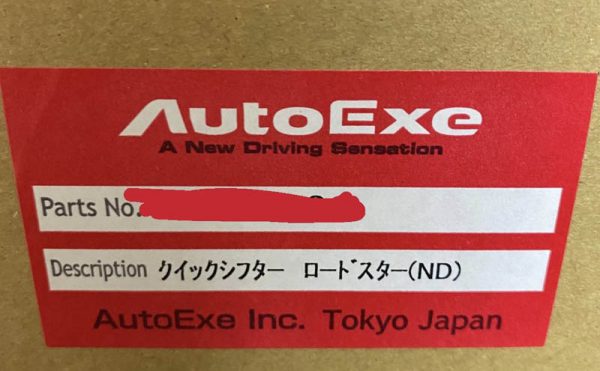 AutoExe
A New Driving Sensation
Parts No.
Description クイックシフター ロードスター(ND)
AutoExe Inc. Tokyo Japan